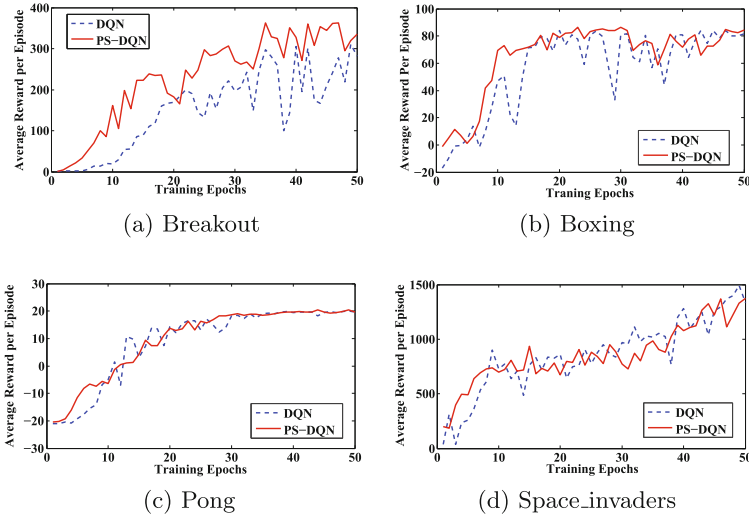 400
300
200
100
0
Average Reward per Episode
DQN
PS−DQN
0 10 20 30 40 50
Training Epochs
(a) Breakout
100
80
60
40
20
0
−20
Average Reward Per Episode
DQN
PS−DQN
0 10 20 30 40 50
Training Epochs
(b) Boxing
30
20
10
0
−10
−20
−30
Average Reward per Episode
DQN
PS−DQN
0 10 20 30 40 50
Training Epochs
(c) Pong
1500
1000
500
0
Average Reward per Episode
DQN
PS−DQN
0 10 20 30 40 50
Training Epochs
(d) Space_invaders